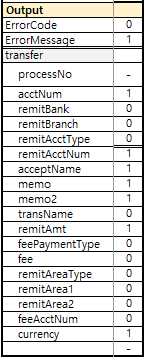 Output
ErrorCode 0
ErrorMessage 1
transfer
processNo -
acctNum 1
remitBank 0
remitBranch 0
remitAcctType 0
remitAcctNum 1
acceptName 1
memo 1
memo2 1
transName 0
remitAmt 1
feePaymentType 0
fee 0
remitAreaType 0
remitArea1 0
remitArea2 0
feeAcctNum 0
currency 1
-